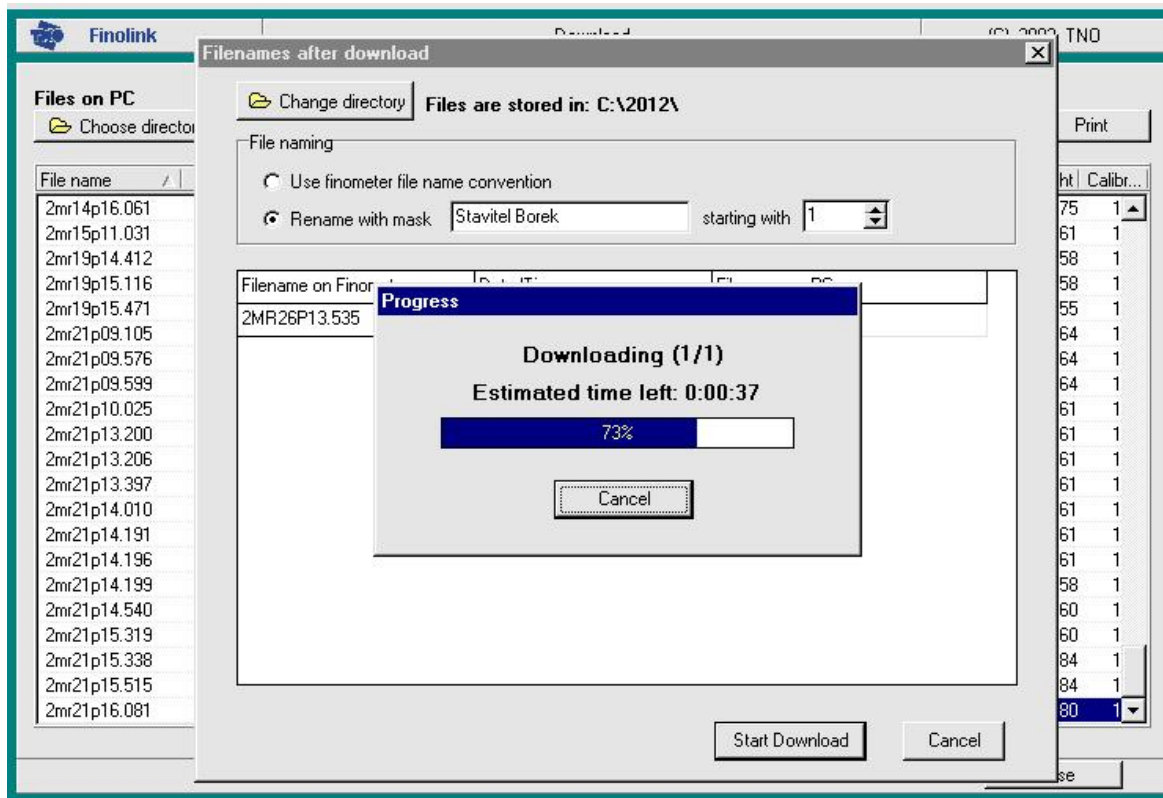 Finolink
TNO
Filenames after download
Files on PC
Change directory Files are stored in: C:\2012\
Print
File naming
Use finometer file name convention
Rename with mask Stavitel Borek starting with 1
File name Calibr...
Filename on
2MR26P13.535
Progress
Downloading (1/1)
Estimated time left: 0:00:37
73%
Cancel
2mr14p16.061 75 1
2mr15p11.031 61 1
2mr19p14.412 58 1
2mr19p15.116 58 1
2mr19p15.471 55 1
2mr21p09.105 64 1
2mr21p09.576 64 1
2mr21p09.599 64 1
2mr21p10.025 61 1
2mr21p13.200 61 1
2mr21p13.206 61 1
2mr21p13.397 61 1
2mr21p14.010 61 1
2mr21p14.191 61 1
2mr21p14.196 61 1
2mr21p14.199 58 1
2mr21p14.540 60 1
2mr21p15.319 60 1
2mr21p15.338 84 1
2mr21p15.515 84 1
2mr21p16.081 80 1
Start Download Cancel